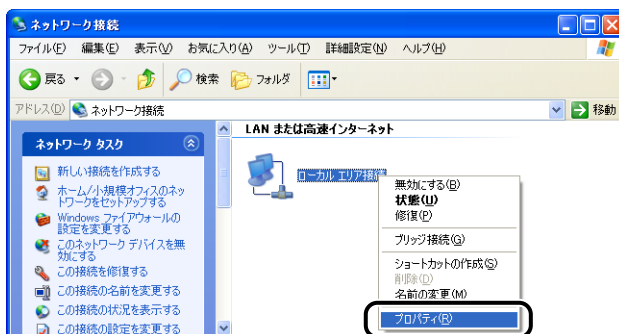 ネットワーク接続
ファイル(F) 編集(E) 表示(V) お気に入り(A) ツール(T) 詳細設定(N) ヘルプ(H)
戻る 検索 フォルダ
アドレス(D) ネットワーク接続 移動
ネットワーク タスク
新しい接続を作成する
ホーム/小規模オフィスのネッ
トワークをセットアップする
Windows ファイアウォールの
設定を変更する
このネットワーク デバイスを無
効にする
この接続を修復する
この接続の名前を変更する
この接続の状況を表示する
この接続の設定を変更する
LAN または高速インターネット
ローカル エリア接続
無効にする(B)
状態(U)
修復(P)
ブリッジ接続(G)
ショートカットの作成(S)
削除(D)
名前の変更(M)
プロパティ(R)